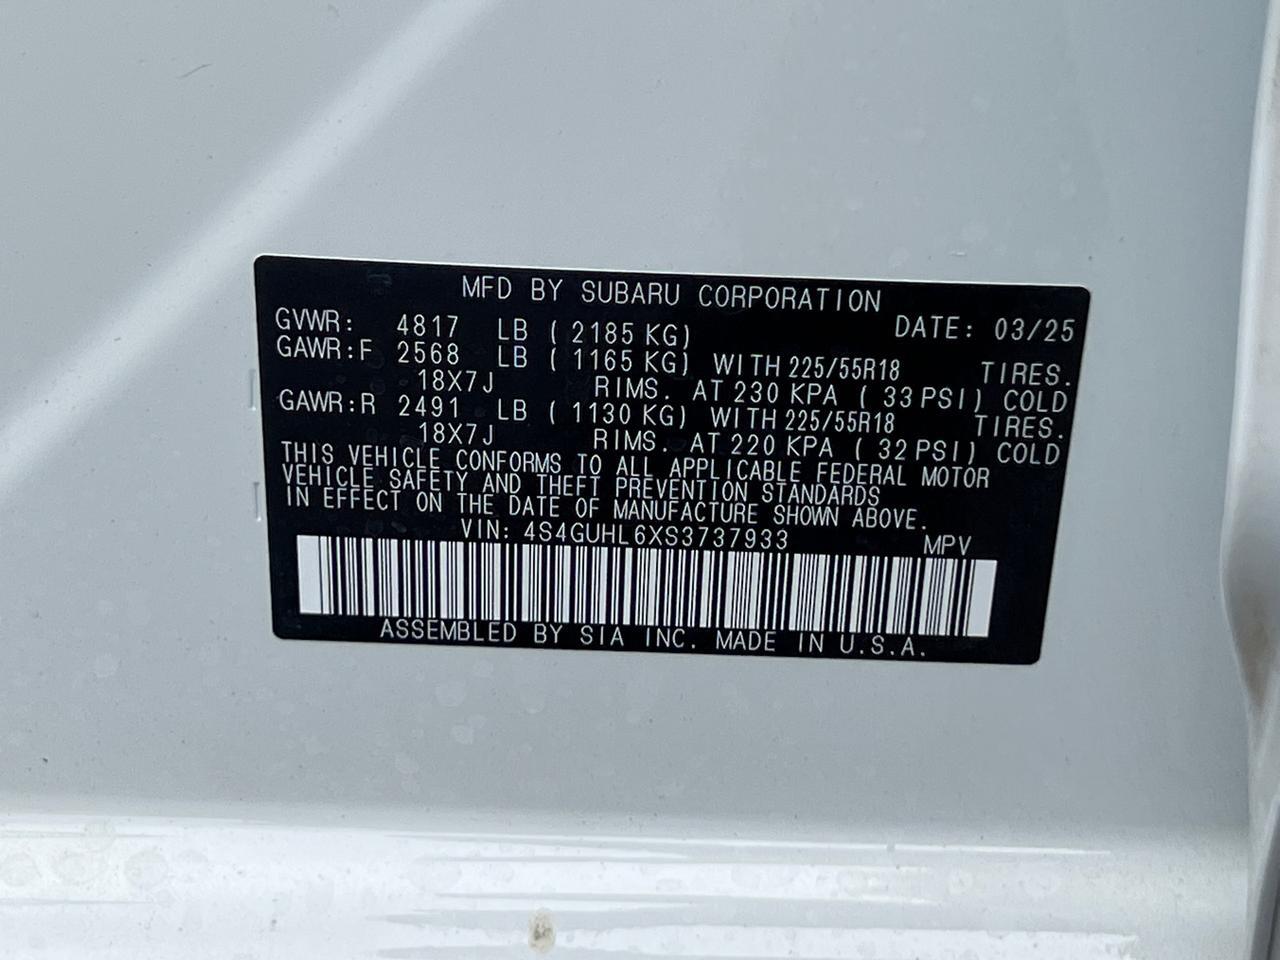 MFD BY SUBARU CORPORATION
GVWR: 4817 LB ( 2185 KG) DATE: 03/25
GAWR:F 2568 LB ( 1165 KG) WITH 225/55R18 TIRES.
18X7J RIMS. AT 230 KPA ( 33 PSI) COLD
GAWR:R 2491 LB ( 1130 KG) WITH 225/55R18 TIRES.
18X7J RIMS. AT 220 KPA ( 32 PSI) COLD
THIS VEHICLE CONFORMS TO ALL APPLICABLE FEDERAL MOTOR
VEHICLE SAFETY AND THEFT PREVENTION STANDARDS
IN EFFECT ON THE DATE OF MANUFACTURE SHOWN ABOVE.
VIN: 4S4GUHL6XS3737933 MPV
ASSEMBLED BY SIA INC. MADE IN U.S.A.